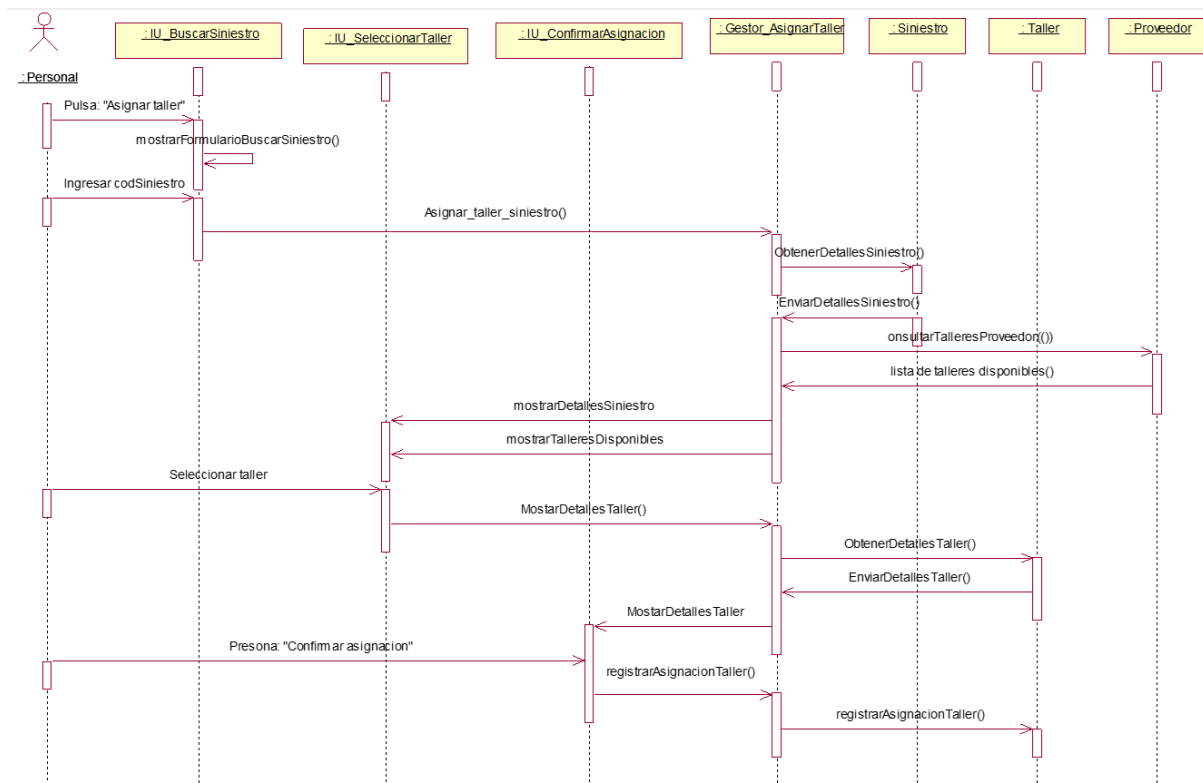 : IU_BuscarSiniestro
: IU_SeleccionarTaller
: IU_ConfirmarAsignacion
: Gestor_AsignarTaller
: Siniestro
: Taller
: Proveedor
: Personal
Pulsa: "Asignar taller"
mostrarFormularioBuscarSiniestro()
Ingresar codSiniestro
Asignar_taller_siniestro()
ObtenerDetallesSiniestro()
EnviarDetallesSiniestro()
onsultarTalleresProveedor(())
lista de talleres disponibles()
mostrarDetallesSiniestro
mostrarTalleresDisponibles
Seleccionar taller
MostarDetallesTaller()
ObtenerDetallesTaller()
EnviarDetallesTaller()
MostarDetallesTaller
Presona: "Confirmar asignacion"
registrarAsignacionTaller()
registrarAsignacionTaller()